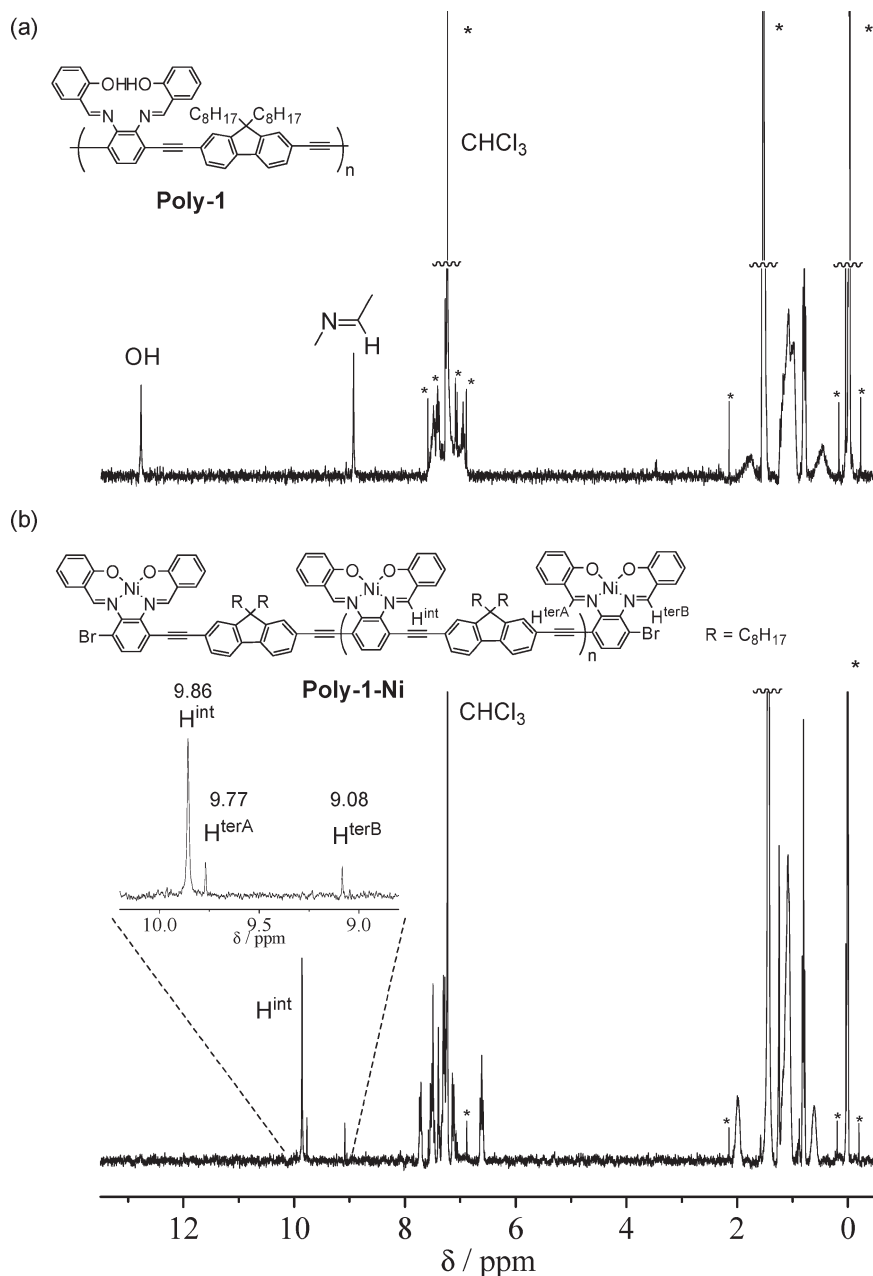 (a)
* * *
OHHO
N N
C₈H₁₇ C₈H₁₇
n
Poly-1
CHCl₃
N
H
OH
* * * * * * *
(b)
O Ni O O Ni O O Ni O
N N R R N N R R N N
Hⁱⁿᵗ HᵗᵉʳA HᵗᵉʳB
Br Br
n
R = C₈H₁₇
Poly-1-Ni
*
CHCl₃
9.86
Hⁱⁿᵗ
9.77 9.08
HᵗᵉʳA HᵗᵉʳB
10.0 9.5 9.0
δ / ppm
Hⁱⁿᵗ
* * * *
12 10 8 6 4 2 0
δ / ppm